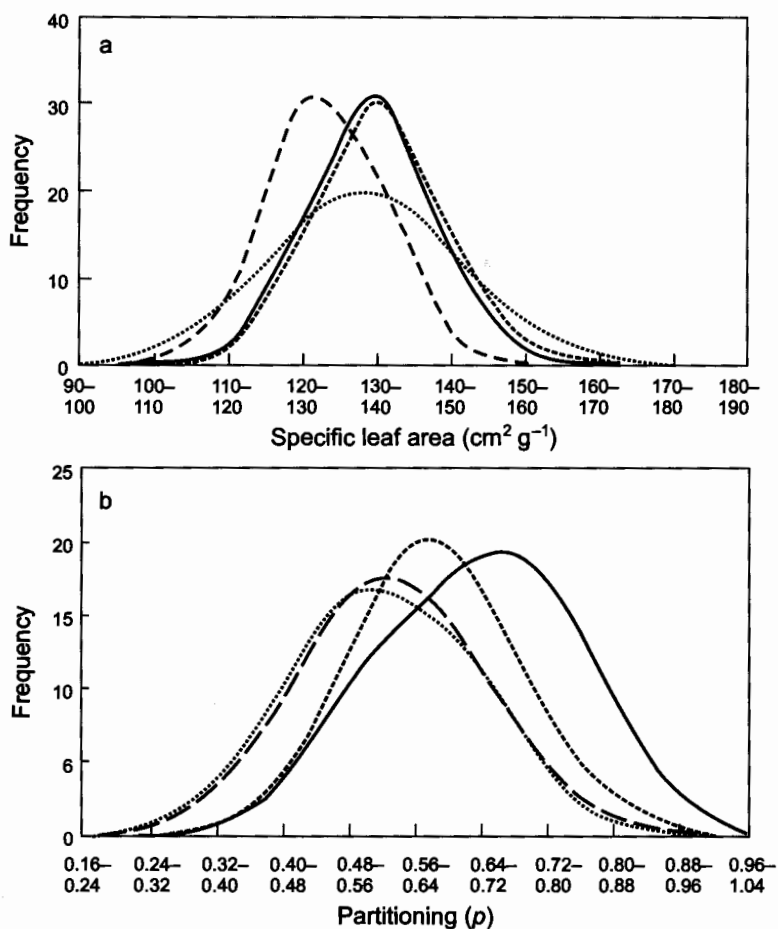 a
Frequency
40
30
20
10
0
90– 100– 110– 120– 130– 140– 150– 160– 170– 180–
100 110 120 130 140 150 160 170 180 190
Specific leaf area (cm² g⁻¹)
b
Frequency
25
20
15
10
6
0
0.16– 0.24– 0.32– 0.40– 0.48– 0.56– 0.64– 0.72– 0.80– 0.88– 0.96–
0.24 0.32 0.40 0.48 0.56 0.64 0.72 0.80 0.88 0.96 1.04
Partitioning (p)